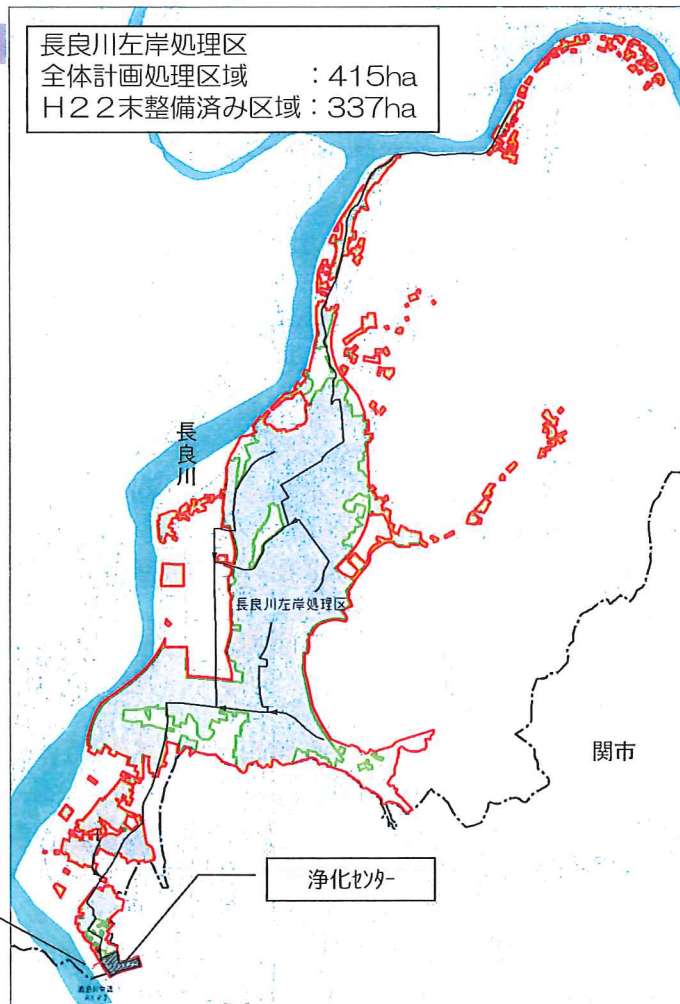 長良川左岸処理区
全体計画処理区域　　：415ha
H22末整備済み区域：337ha
長良川
長良川左岸処理区
関市
浄化センター